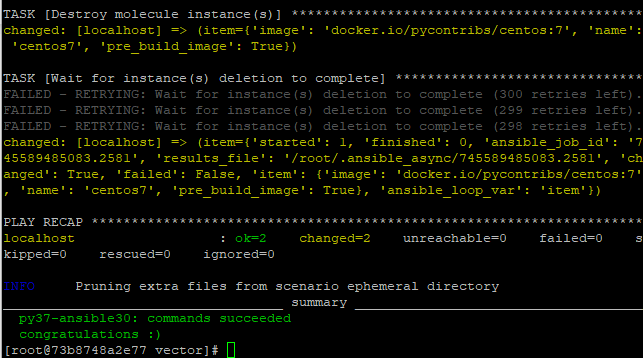 TASK [Destroy molecule instance(s)] ********************************************
changed: [localhost] => (item={'image': 'docker.io/pycontribs/centos:7', 'name':
 'centos7', 'pre_build_image': True})
TASK [Wait for instance(s) deletion to complete] *******************************
FAILED - RETRYING: Wait for instance(s) deletion to complete (300 retries left).
FAILED - RETRYING: Wait for instance(s) deletion to complete (299 retries left).
FAILED - RETRYING: Wait for instance(s) deletion to complete (298 retries left).
changed: [localhost] => (item={'started': 1, 'finished': 0, 'ansible_job_id': '7
45589485083.2581', 'results_file': '/root/.ansible_async/745589485083.2581', 'ch
anged': True, 'failed': False, 'item': {'image': 'docker.io/pycontribs/centos:7'
, 'name': 'centos7', 'pre_build_image': True}, 'ansible_loop_var': 'item'})
PLAY RECAP *********************************************************************
localhost                  : ok=2    changed=2    unreachable=0    failed=0    s
kipped=0    rescued=0    ignored=0
INFO     Pruning extra files from scenario ephemeral directory
___________________________________ summary ____________________________________
  py37-ansible30: commands succeeded
  congratulations :)
[root@73b8748a2e77 vector]#